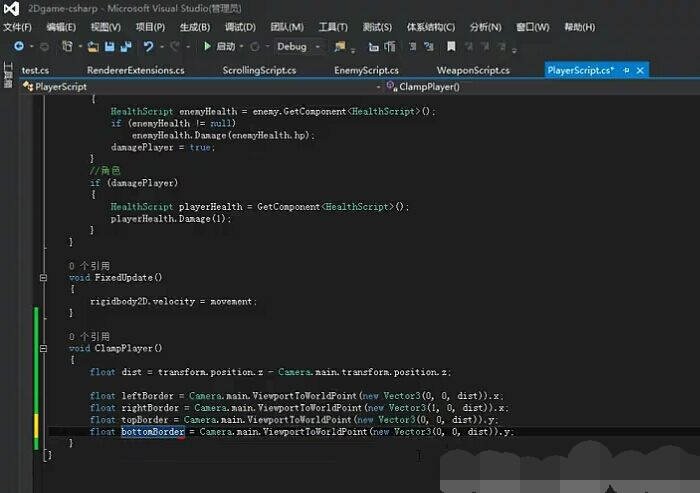 2Dgame-csharp - Microsoft Visual Studio(管理员)
文件(F) 编辑(E) 视图(V) 项目(P) 生成(B) 调试(D) 团队(M) 工具(T) 测试(S) 体系结构(C) 分析(N) 窗口(W) 帮助(H)
启动 Debug
工具箱
test.cs RendererExtensions.cs ScrollingScript.cs EnemyScript.cs WeaponScript.cs PlayerScript.cs*
PlayerScript ClampPlayer()
{
HealthScript enemyHealth = enemy.GetComponent<HealthScript>();
if (enemyHealth != null)
enemyHealth.Damage(enemyHealth.hp);
damagePlayer = true;
}
//角色
if (damagePlayer)
{
HealthScript playerHealth = GetComponent<HealthScript>();
playerHealth.Damage(1);
}
}
0 个引用
void FixedUpdate()
{
rigidbody2D.velocity = movement;
}
0 个引用
void ClampPlayer()
{
float dist = transform.position.z - Camera.main.transform.position.z;
float leftBorder = Camera.main.ViewportToWorldPoint(new Vector3(0, 0, dist)).x;
float rightBorder = Camera.main.ViewportToWorldPoint(new Vector3(1, 0, dist)).x;
float topBorder = Camera.main.ViewportToWorldPoint(new Vector3(0, 0, dist)).y;
float bottomBorder = Camera.main.ViewportToWorldPoint(new Vector3(0, 0, dist)).y;
}
}